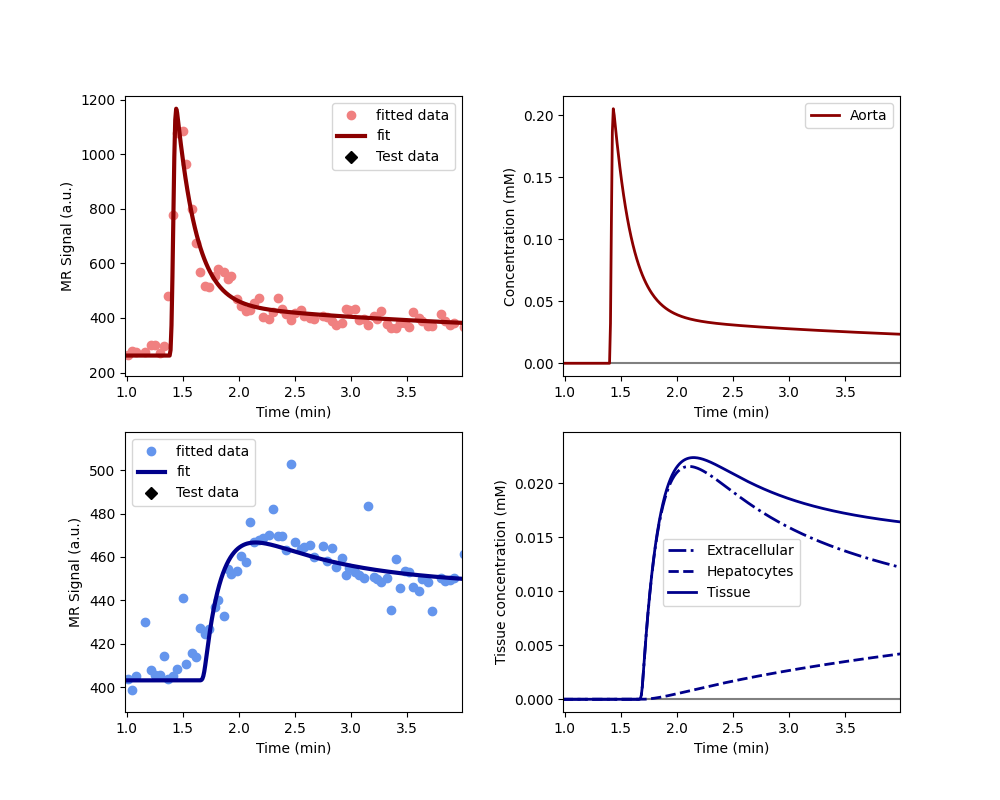 1200
1000
800
600
400
200
MR Signal (a.u.)
fitted data
fit
Test data
1.0 1.5 2.0 2.5 3.0 3.5
Time (min)
0.20
0.15
0.10
0.05
0.00
Concentration (mM)
Aorta
1.0 1.5 2.0 2.5 3.0 3.5
Time (min)
500
480
460
440
420
400
MR Signal (a.u.)
fitted data
fit
Test data
1.0 1.5 2.0 2.5 3.0 3.5
Time (min)
0.020
0.015
0.010
0.005
0.000
Tissue concentration (mM)
Extracellular
Hepatocytes
Tissue
1.0 1.5 2.0 2.5 3.0 3.5
Time (min)